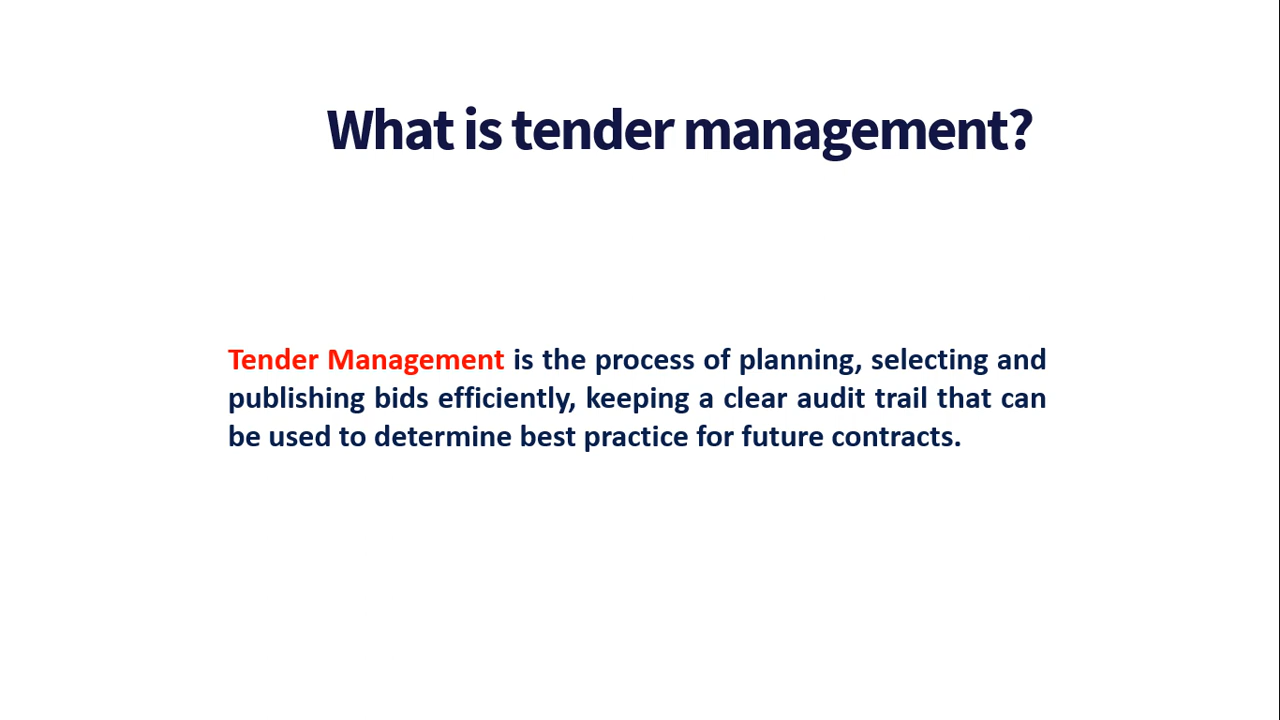 What is tender management?
Tender Management is the process of planning, selecting and
publishing bids efficiently, keeping a clear audit trail that can
be used to determine best practice for future contracts.